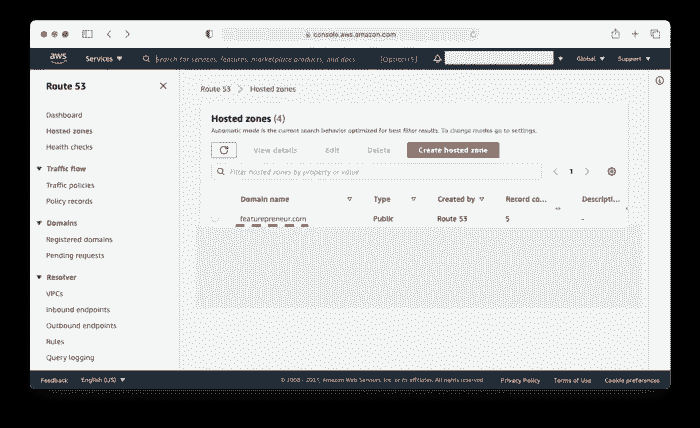 console.aws.amazon.com
aws Services Search for services, features, marketplace products, and docs [Option+S] Global Support
Route 53
Dashboard
Hosted zones
Health checks
Traffic flow
Traffic policies
Policy records
Domains
Registered domains
Pending requests
Resolver
VPCs
Inbound endpoints
Outbound endpoints
Rules
Query logging
Route 53 Hosted zones
Hosted zones (4)
Automatic mode is the current search behavior optimized for best filter results. To change modes go to settings.
View details Edit Delete Create hosted zone
Filter hosted zones by property or value 1
Domain name Type Created by Record co... Descripti...
featurepreneur.com Public Route 53 5 -
Feedback English (US) Amazon Web Services, Inc. or its affiliates. All rights reserved. Privacy Policy Terms of Use Cookie preferences